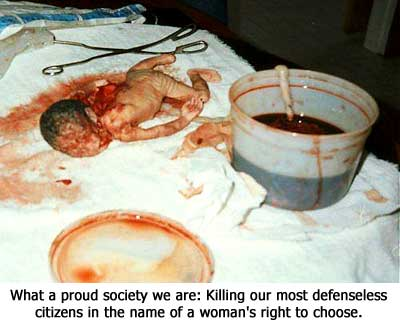 What a proud society we are: Killing our most defenseless
citizens in the name of a woman's right to choose.